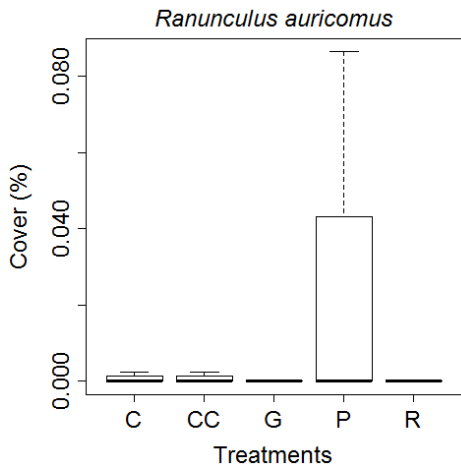 Ranunculus auricomus
0.080
0.040
0.000
Cover (%)
C CC G P R
Treatments